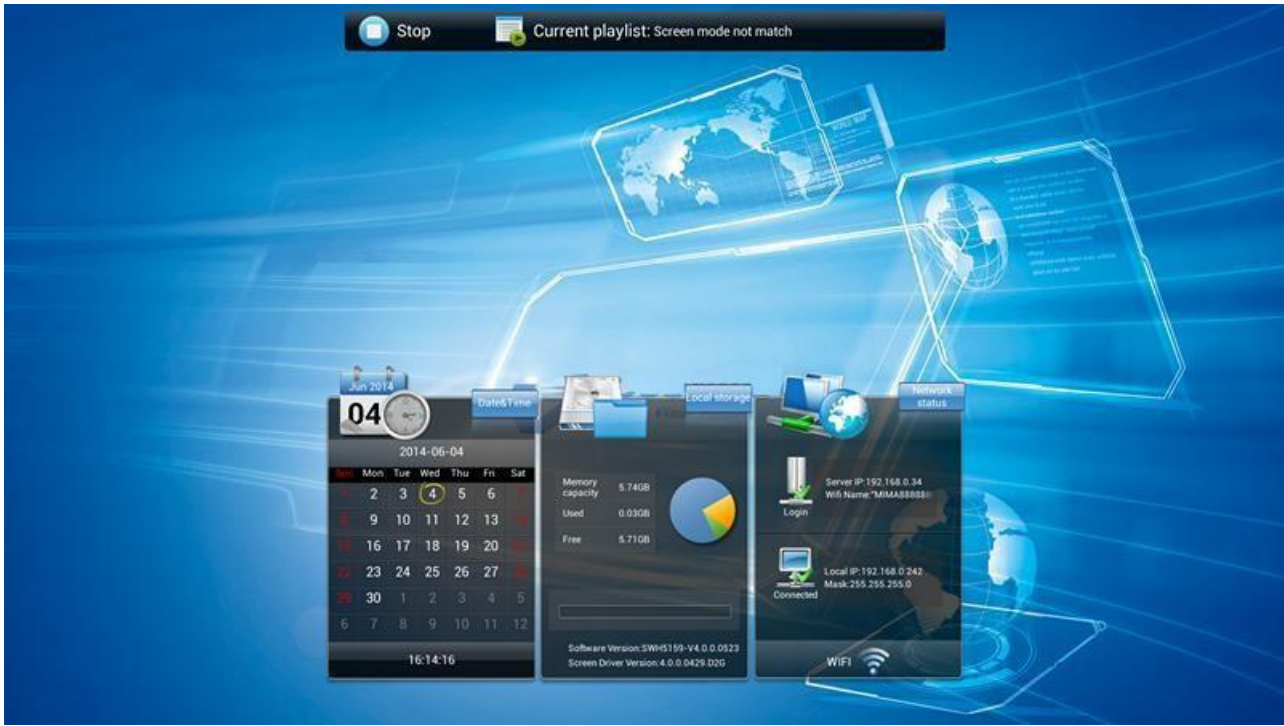 Stop
Current playlist: Screen mode not match
WORLD MAP
Jun 2014
04
Date&Time
2014-06-04
Sun Mon Tue Wed Thu Fri Sat
1 2 3 4 5 6 7
8 9 10 11 12 13 14
15 16 17 18 19 20 21
22 23 24 25 26 27 28
29 30 1 2 3 4 5
6 7 8 9 10 11 12
16:14:16
Local storage
Memory
capacity 5.74GB
Used 0.03GB
Free 5.71GB
Software Version:SWH5159-V4.0.0.0523
Screen Driver Version:4.0.0.0429.D2G
Network
status
Server IP:192.168.0.34
Wifi Name:"MIMA88888
Login
Local IP:192.168.0.242
Mask:255.255.255.0
Connected
WIFI